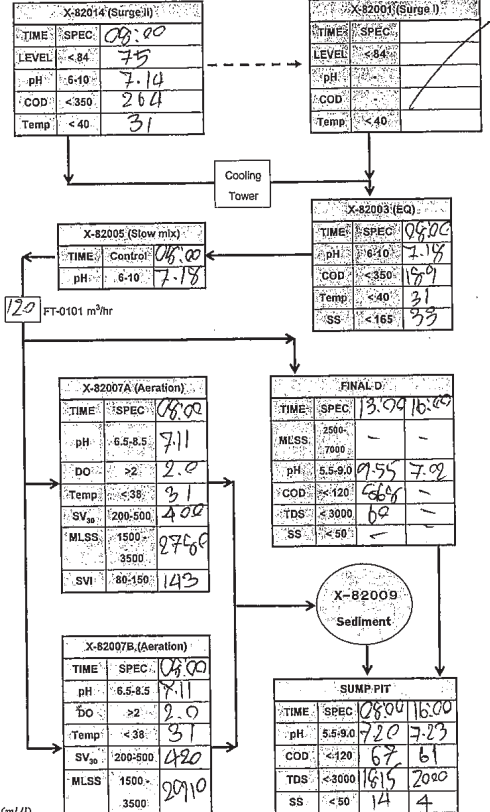 X-82014 (Surge II)
TIME SPEC 08:00
LEVEL <84 75
pH 6-10 7.14
COD <350 264
Temp <40 31
X-82001 (Surge I)
TIME SPEC
LEVEL <84
pH -
COD -
Temp <40
Cooling
Tower
X-82003 (EQ)
TIME SPEC 08:00
pH 6-10 7.18
COD <350 189
Temp <40 31
SS <165 33
X-82005 (Slow mix)
TIME Control 08:00
pH 6-10 7.18
120 FT-0101 m³/hr
X-82007A (Aeration)
TIME SPEC 08:00
pH 6.5-8.5 7.11
DO >2 2.0
Temp <38 31
SV30 200-500 400
MLSS 1500-3500
SVI 80-150 143
FINAL D
TIME SPEC 13:00 16:00
MLSS 2500-7000 - -
pH 5.5-9.0 9.55 7.02
COD <120 -
TDS <3000 60 -
SS <50 - -
X-82009
Sediment
X-82007B (Aeration)
TIME SPEC 08:00
pH 6.5-8.5 7.11
DO >2 2.0
Temp <38 31
SV30 200-500 420
MLSS 1500-3500 2910
SUMP PIT
TIME SPEC 08:00 16:00
pH 5.5-9.0 7.20 7.23
COD <120 67 61
TDS <3000 1815 2000
SS <50 14 4